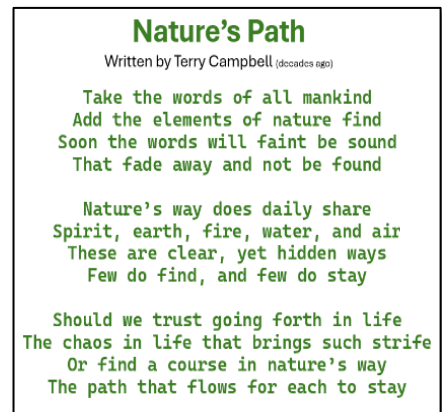 Nature’s Path
Written by Terry Campbell (decades ago)
Take the words of all mankind
Add the elements of nature find
Soon the words will faint be sound
That fade away and not be found
Nature’s way does daily share
Spirit, earth, fire, water, and air
These are clear, yet hidden ways
Few do find, and few do stay
Should we trust going forth in life
The chaos in life that brings such strife
Or find a course in nature’s way
The path that flows for each to stay